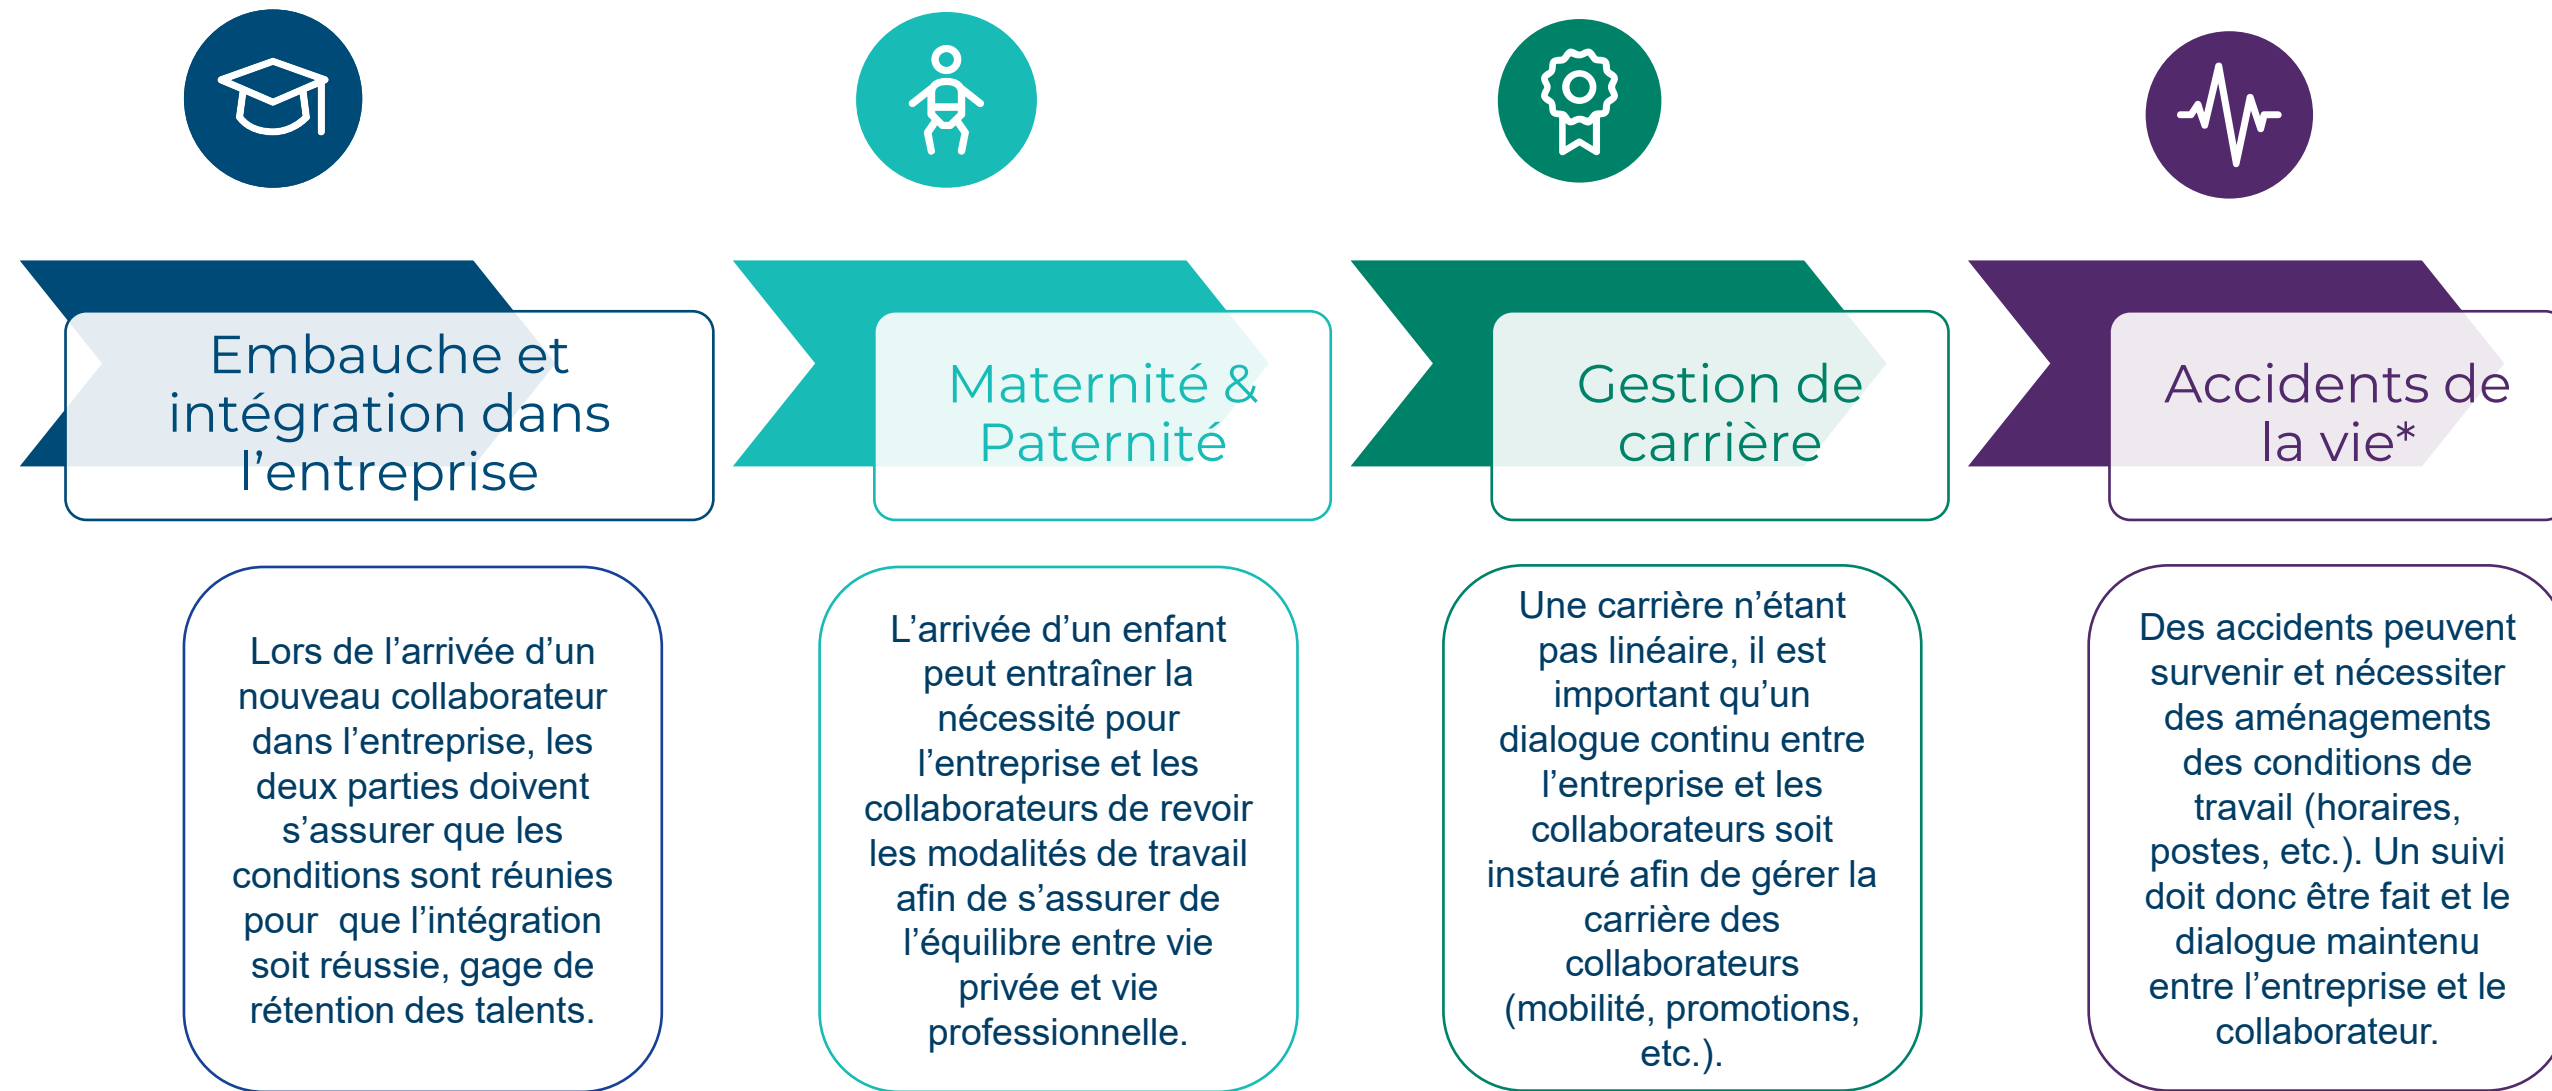 Embauche et
intégration dans
l’entreprise
Maternité &
Paternité
Gestion de
carrière
Accidents de
la vie*
Lors de l’arrivée d’un
nouveau collaborateur
dans l’entreprise, les
deux parties doivent
s’assurer que les
conditions sont réunies
pour  que l’intégration
soit réussie, gage de
rétention des talents.
L’arrivée d’un enfant
peut entraîner la
nécessité pour
l’entreprise et les
collaborateurs de revoir
les modalités de travail
afin de s’assurer de
l’équilibre entre vie
privée et vie
professionnelle.
Une carrière n’étant
pas linéaire, il est
important qu’un
dialogue continu entre
l’entreprise et les
collaborateurs soit
instauré afin de gérer la
carrière des
collaborateurs
(mobilité, promotions,
etc.).
Des accidents peuvent
survenir et nécessiter
des aménagements
des conditions de
travail (horaires,
postes, etc.). Un suivi
doit donc être fait et le
dialogue maintenu
entre l’entreprise et le
collaborateur.